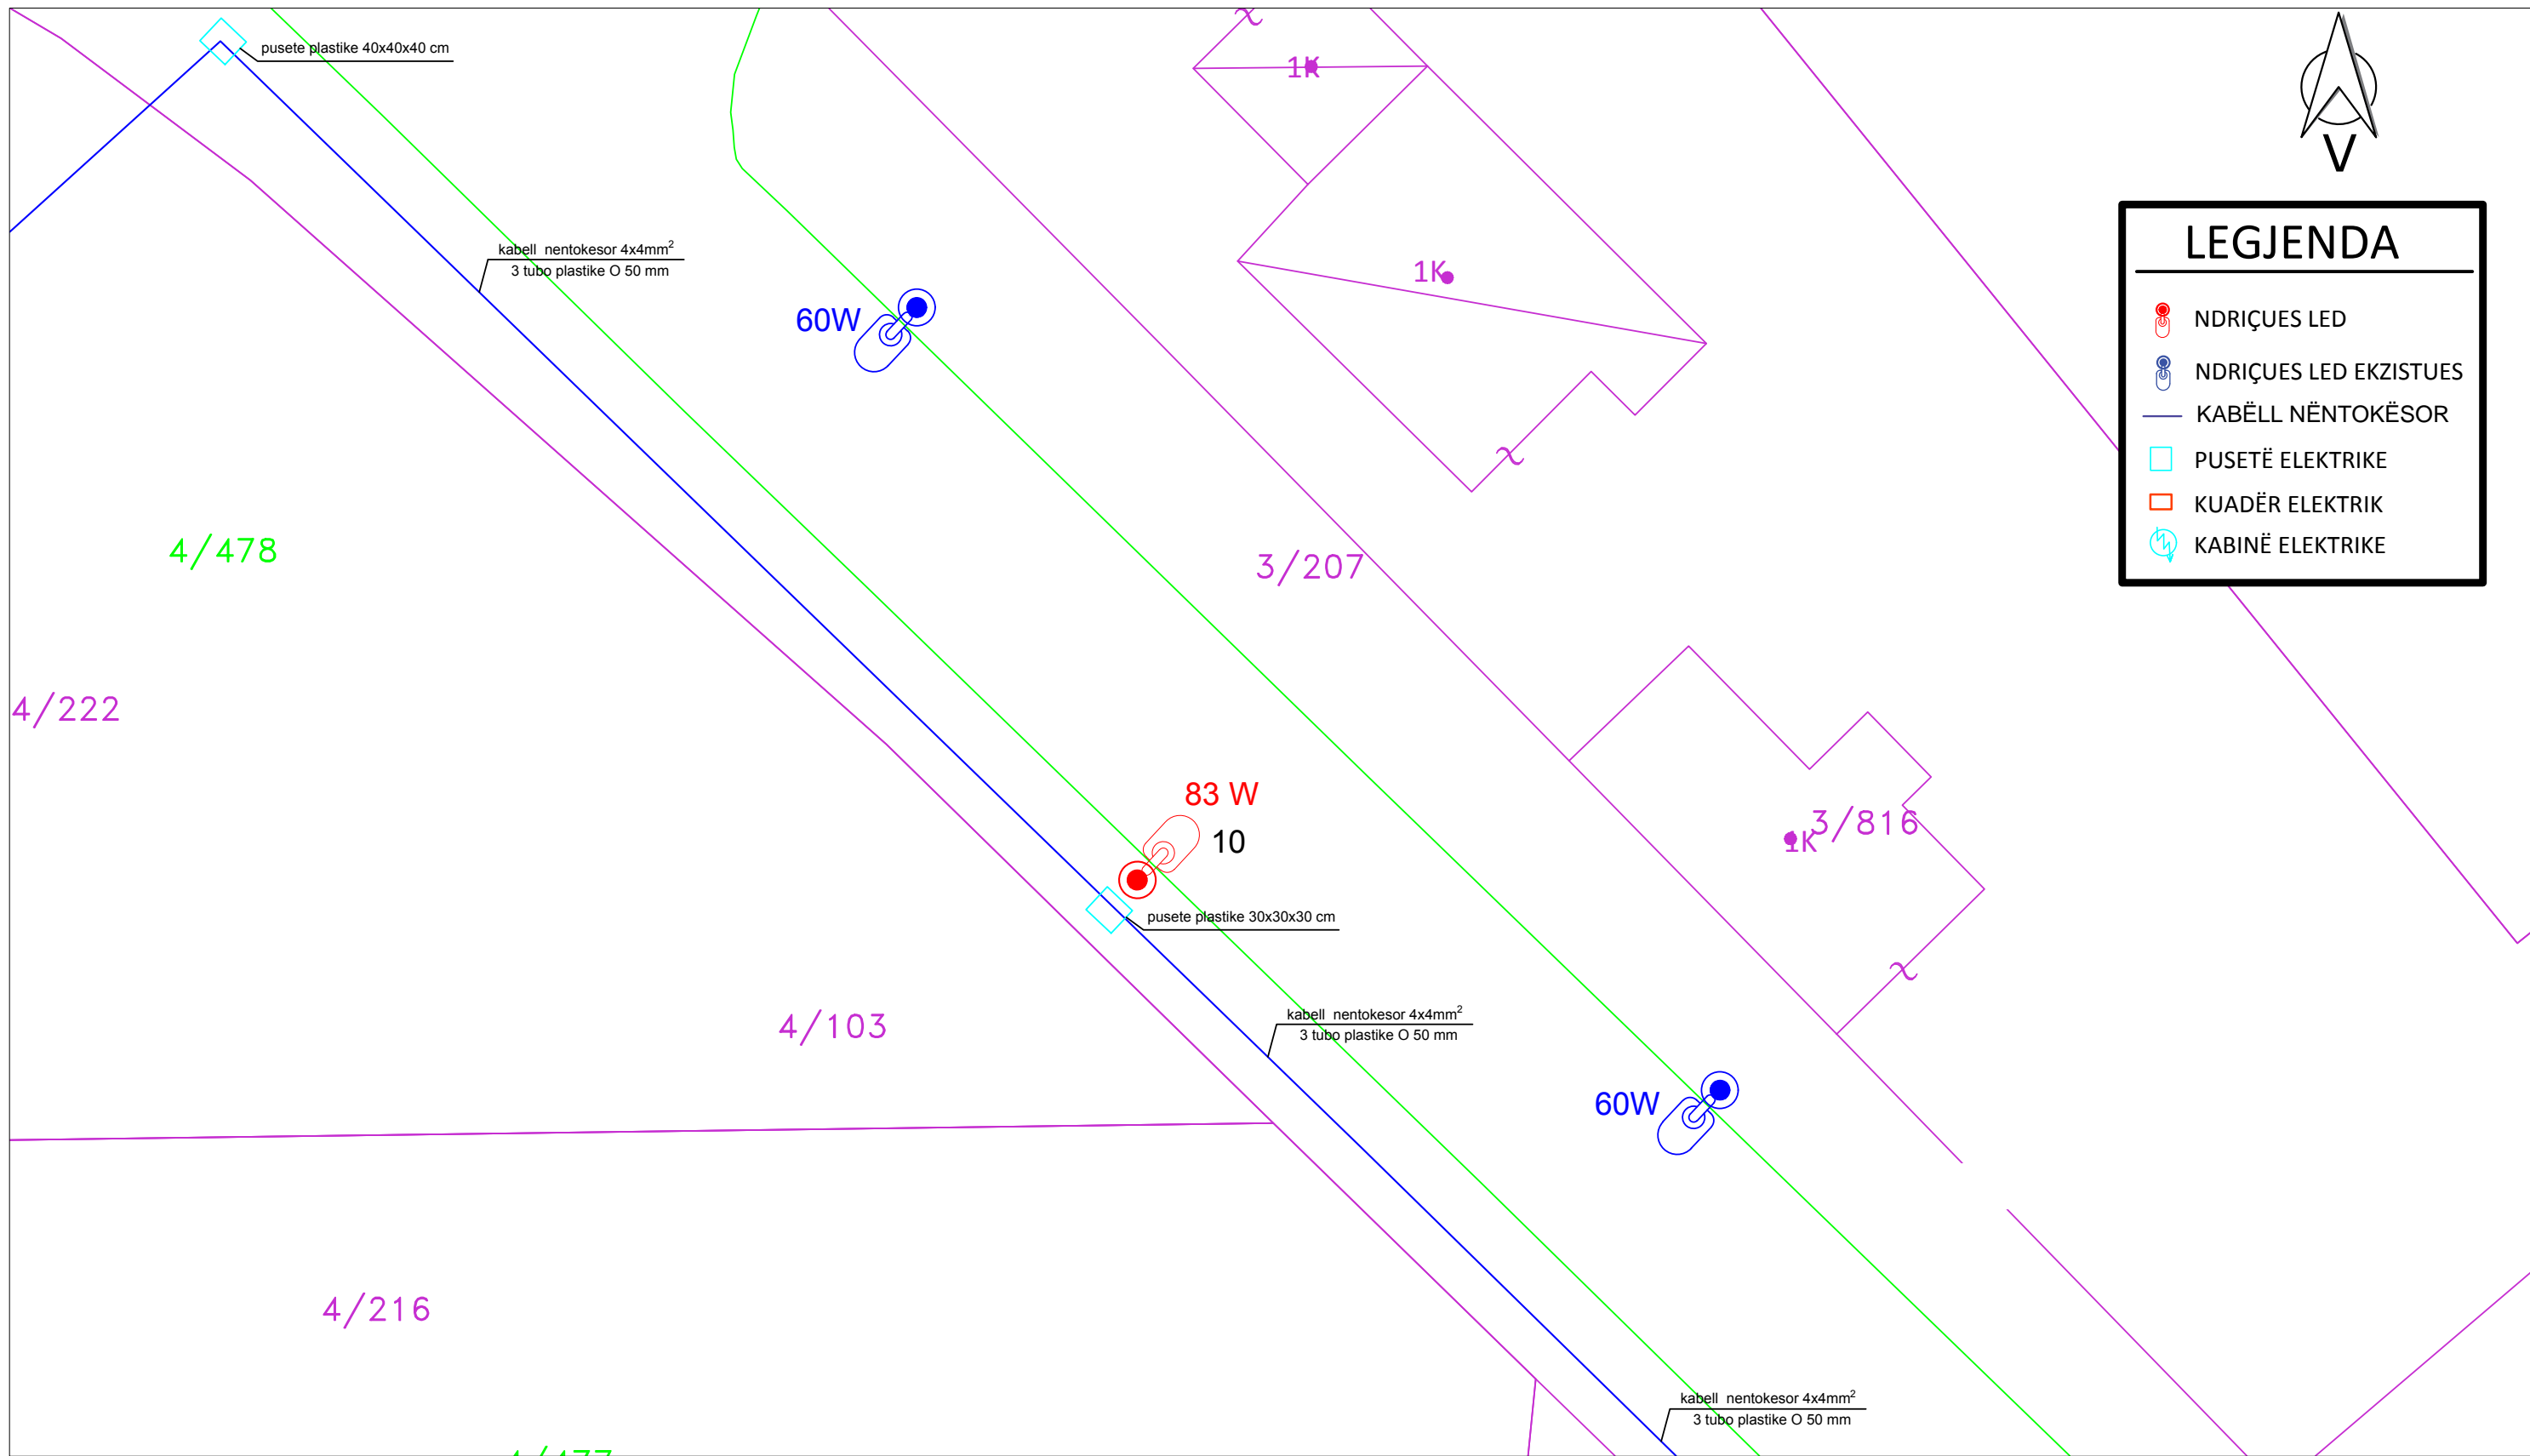 pusete plastike 40x40x40 cm
1K
V
LEGJENDA
NDRIÇUES LED
NDRIÇUES LED EKZISTUES
KABËLL NËNTOKËSOR
PUSETË ELEKTRIKE
KUADËR ELEKTRIK
KABINË ELEKTRIKE
kabell nentokesor 4x4mm²
3 tubo plastike O 50 mm
1K
60W
4/478
3/207
4/222
83 W
10
3/816
1K
pusete plastike 30x30x30 cm
4/103
kabell nentokesor 4x4mm²
3 tubo plastike O 50 mm
60W
4/216
kabell nentokesor 4x4mm²
3 tubo plastike O 50 mm